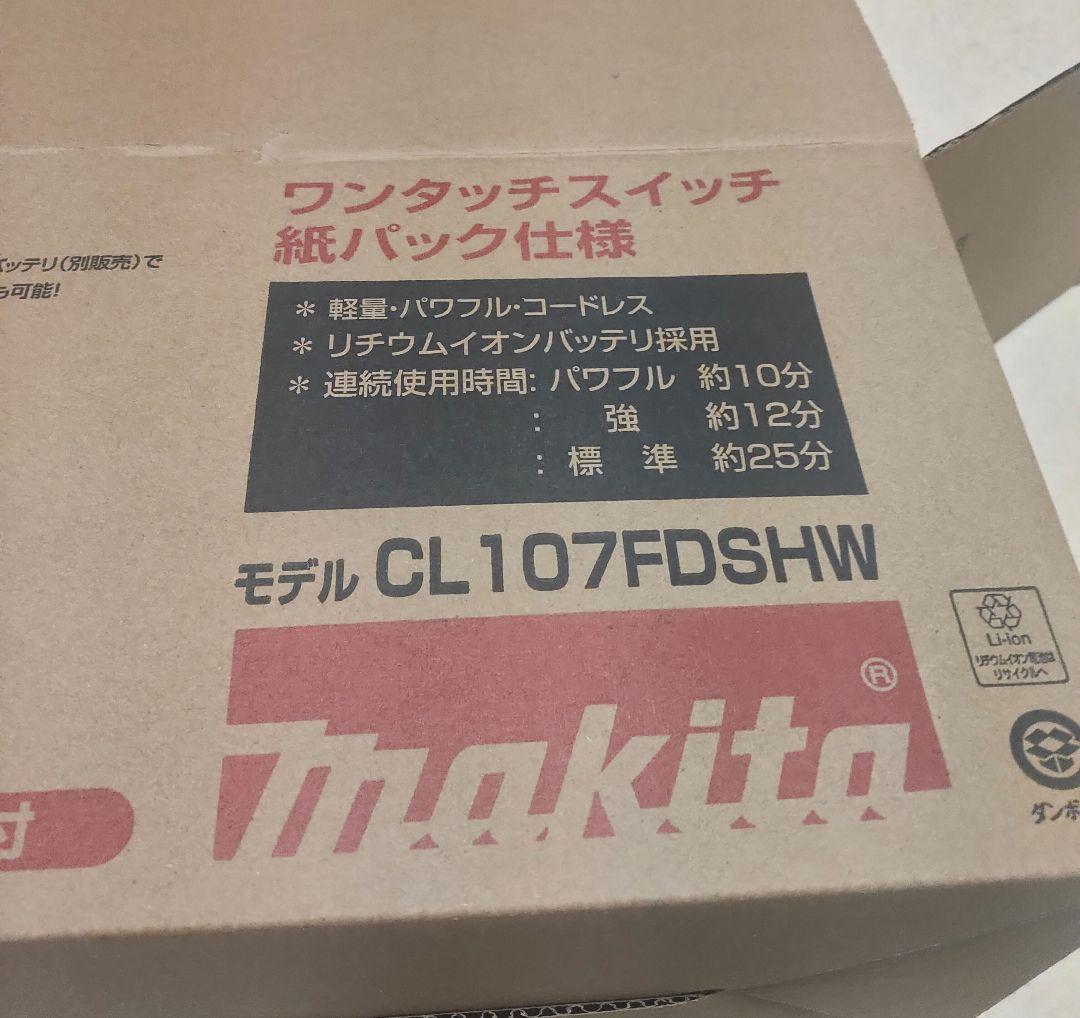 ワンタッチスイッチ
紙パック仕様
バッテリ(別販売)で
可能!
* 軽量・パワフル・コードレス
* リチウムイオンバッテリ採用
* 連続使用時間: パワフル 約10分
: 強 約12分
: 標 準 約25分
モデル CL107FDSHW
makita®
Li-ion
リチウムイオン電池は
リサイクルへ
ダンボ
付